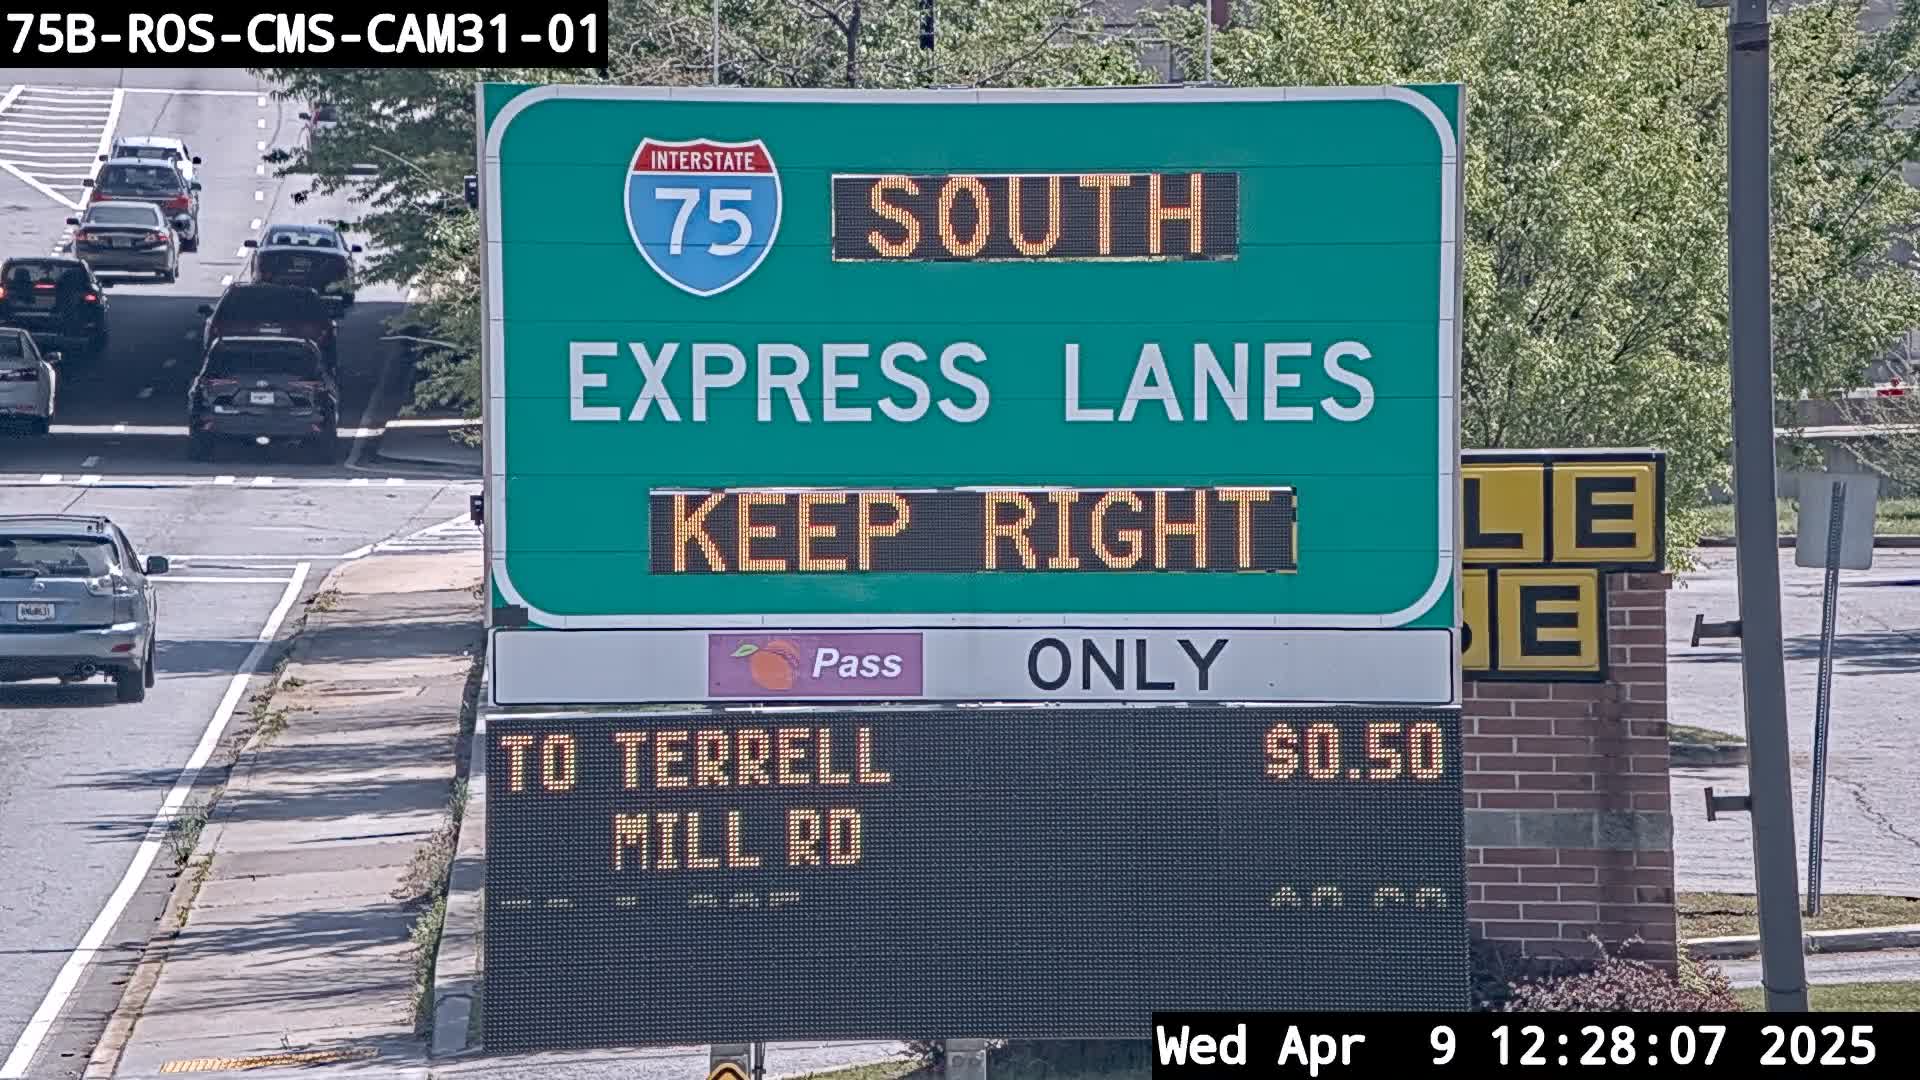 75B-ROS-CMS-CAM31-01
INTERSTATE
75
SOUTH
EXPRESS LANES
KEEP RIGHT
Pass ONLY
TO TERRELL $0.50
MILL RD
LE
E
Wed Apr 9 12:28:07 2025